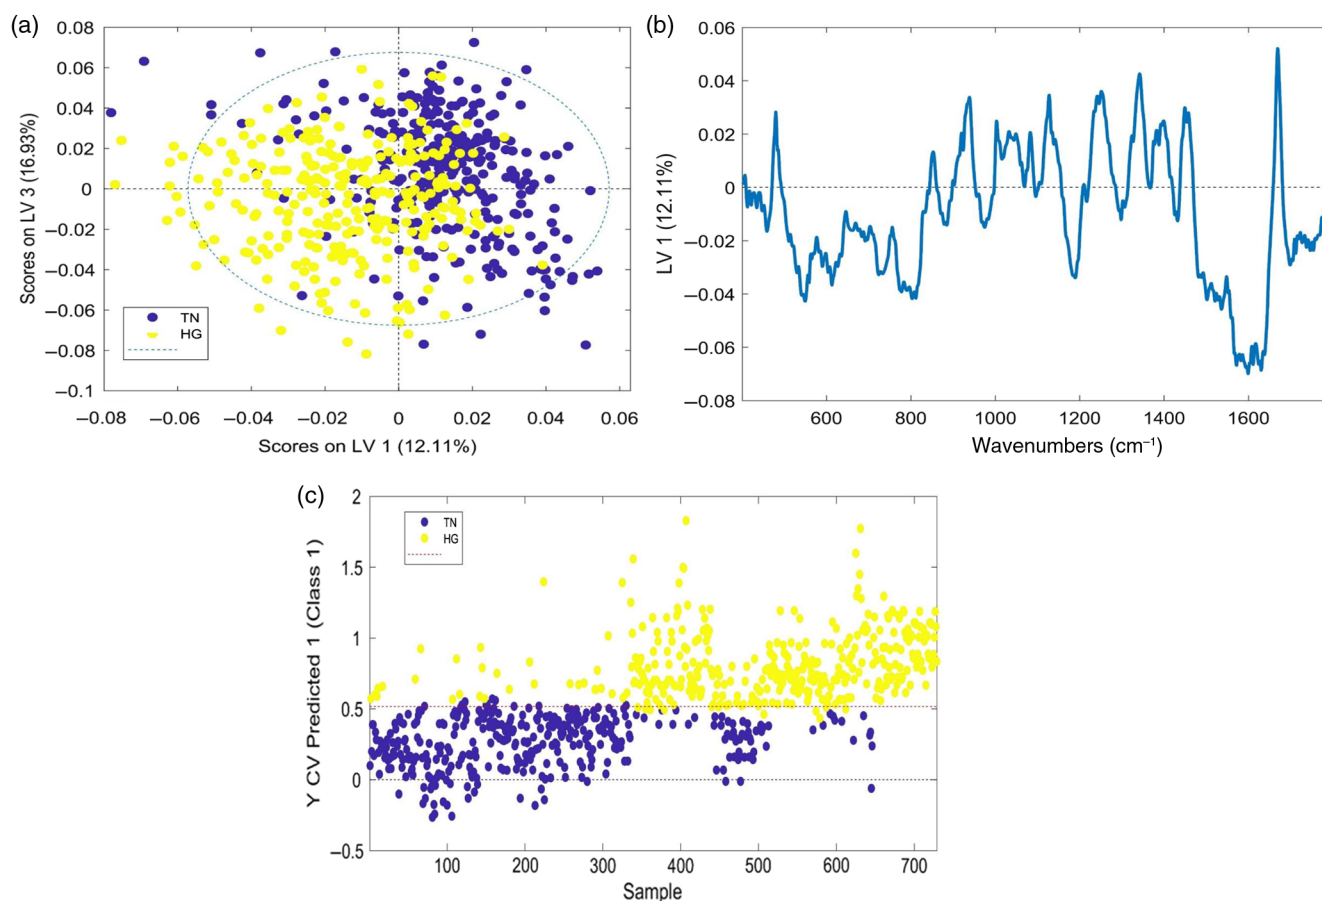 (a)
0.08
0.06
0.04
0.02
0
−0.02
−0.04
−0.06
−0.08
−0.1
Scores on LV 3 (16.93%)
TN
HG
−0.08 −0.06 −0.04 −0.02 0 0.02 0.04 0.06
Scores on LV 1 (12.11%)
(b)
0.06
0.04
0.02
0
−0.02
−0.04
−0.06
−0.08
LV 1 (12.11%)
600 800 1000 1200 1400 1600
Wavenumbers (cm⁻¹)
(c)
2
1.5
1
0.5
0
−0.5
Y CV Predicted 1 (Class 1)
TN
HG
100 200 300 400 500 600 700
Sample